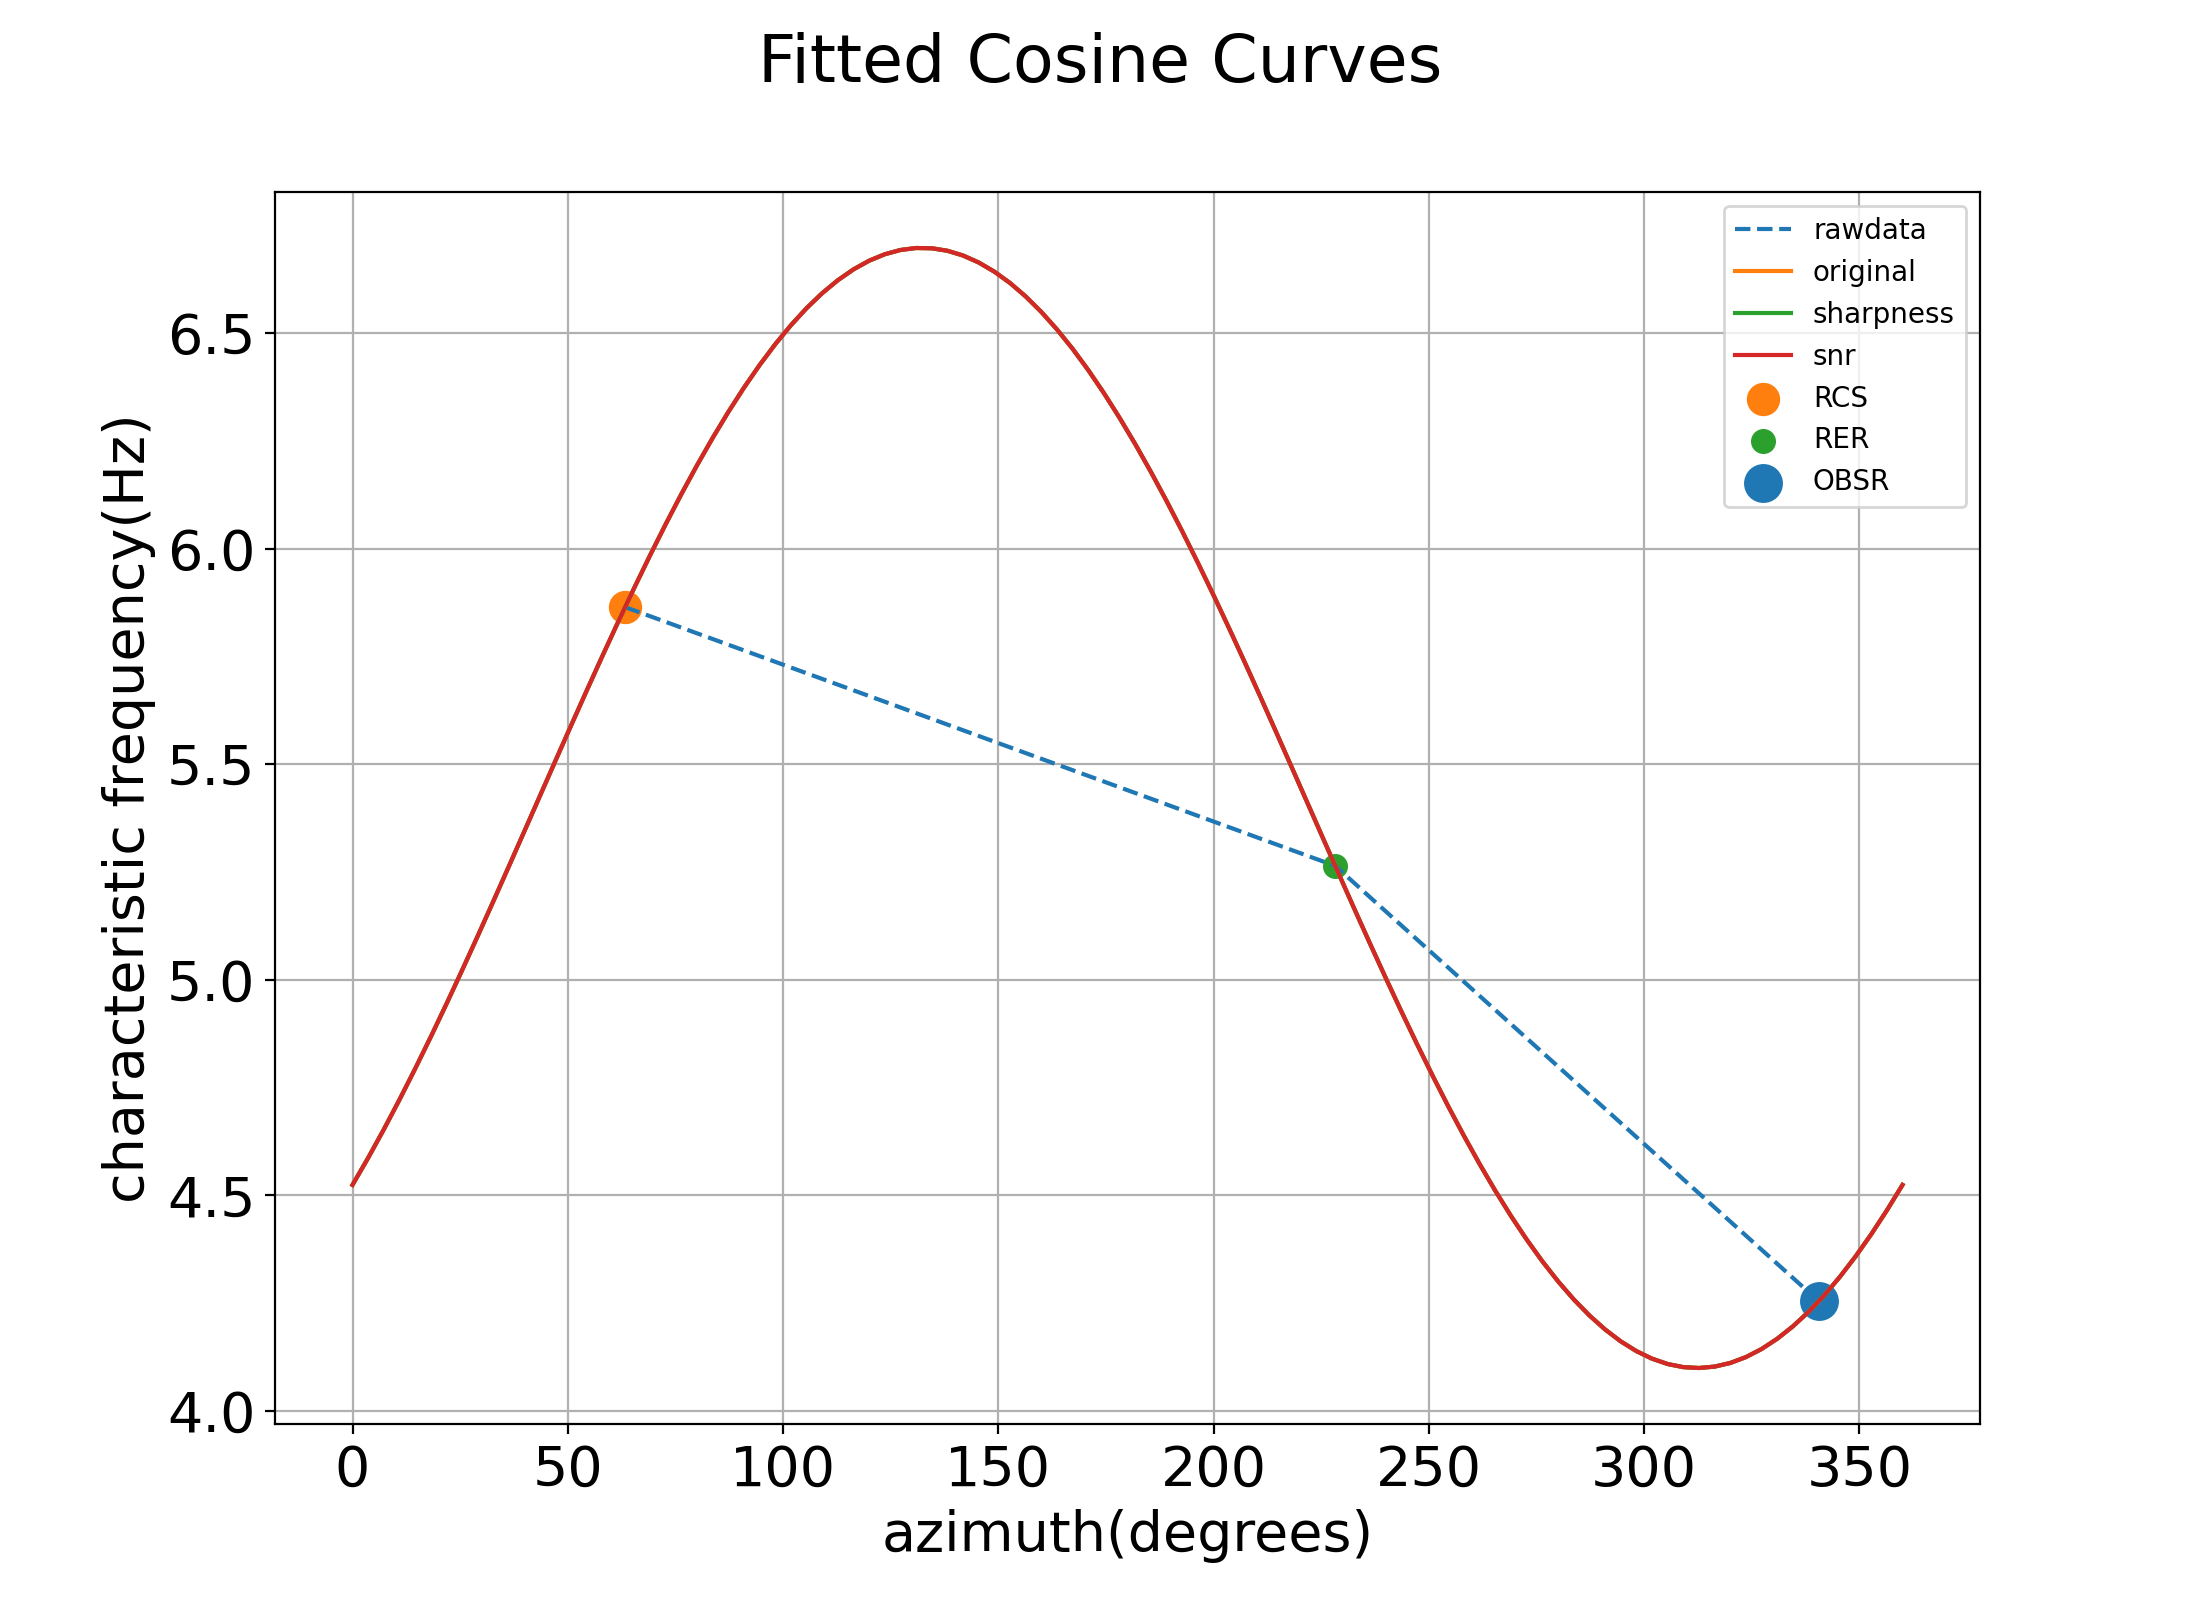 Fitted Cosine Curves
rawdata
original
sharpness
snr
RCS
RER
OBSR
characteristic frequency(Hz)
6.5
6.0
5.5
5.0
4.5
4.0
0 50 100 150 200 250 300 350
azimuth(degrees)